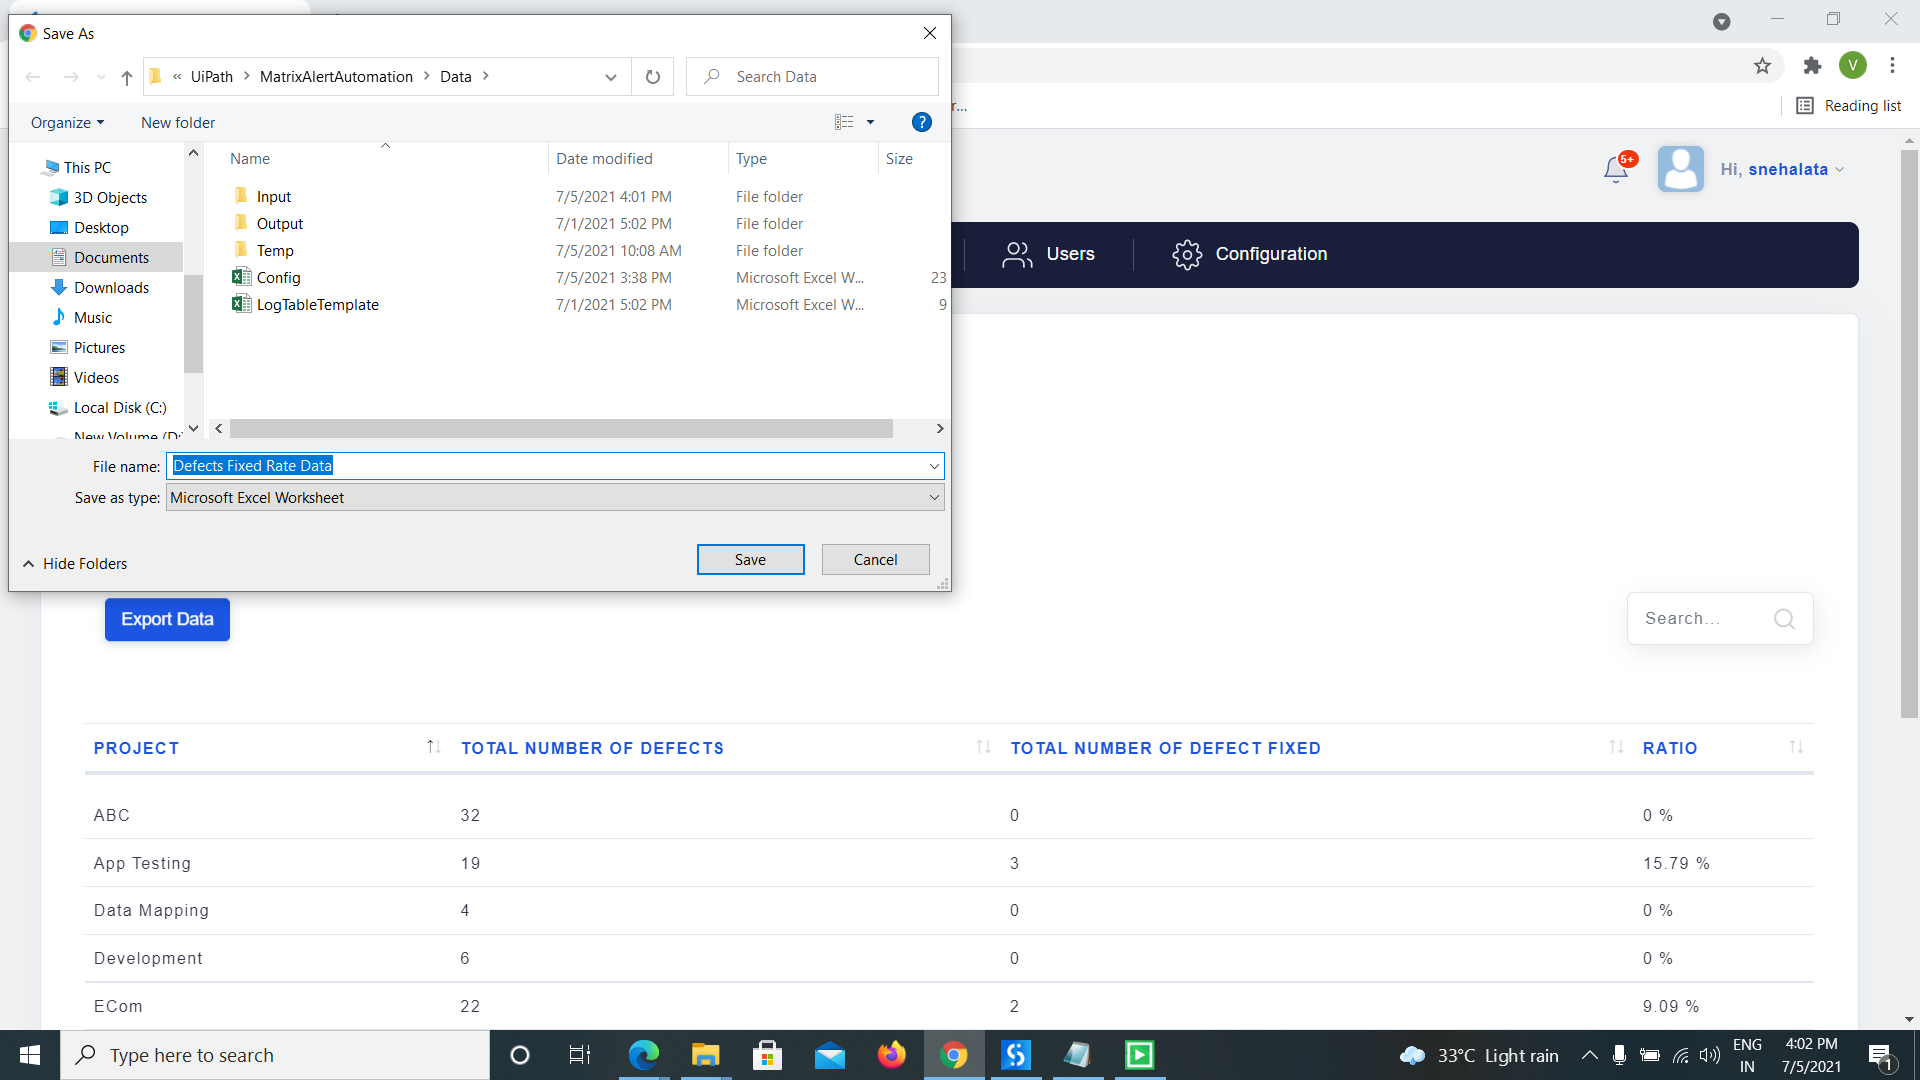 Save As
« UiPath > MatrixAlertAutomation > Data >
Search Data
Organize
New folder
?
This PC
3D Objects
Desktop
Documents
Downloads
Music
Pictures
Videos
Local Disk (C:)
New Volume (D:
Name Date modified Type Size
Input 7/5/2021 4:01 PM File folder
Output 7/1/2021 5:02 PM File folder
Temp 7/5/2021 10:08 AM File folder
Config 7/5/2021 3:38 PM Microsoft Excel W... 23
LogTableTemplate 7/1/2021 5:02 PM Microsoft Excel W... 9
File name: Defects Fixed Rate Data
Save as type: Microsoft Excel Worksheet
Hide Folders
Save
Cancel
V
r...
Reading list
5+
Hi, snehalata
Users
Configuration
Export Data
Search...
PROJECT TOTAL NUMBER OF DEFECTS TOTAL NUMBER OF DEFECT FIXED RATIO
ABC 32 0 0 %
App Testing 19 3 15.79 %
Data Mapping 4 0 0 %
Development 6 0 0 %
ECom 22 2 9.09 %
Type here to search
33°C Light rain
ENG
IN
4:02 PM
7/5/2021
1